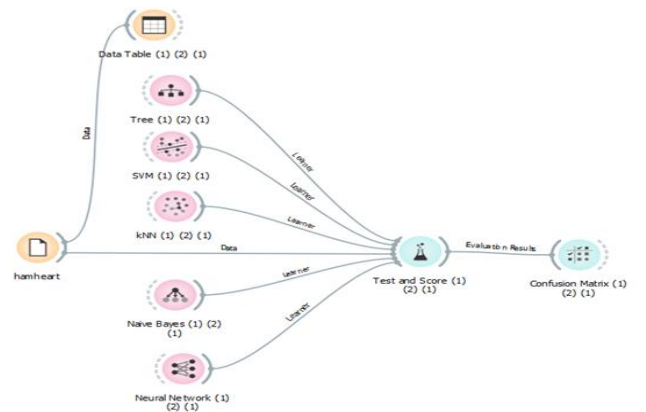 Data Table (1) (2) (1)
Data
Tree (1) (2) (1)
Learner
SVM (1) (2) (1)
Learner
kNN (1) (2) (1)
Learner
Data
hamheart
Evaluation Results
Test and Score (1)
(2) (1)
Confusion Matrix (1)
(2) (1)
Learner
Naive Bayes (1) (2)
(1)
Learner
Neural Network (1)
(2) (1)